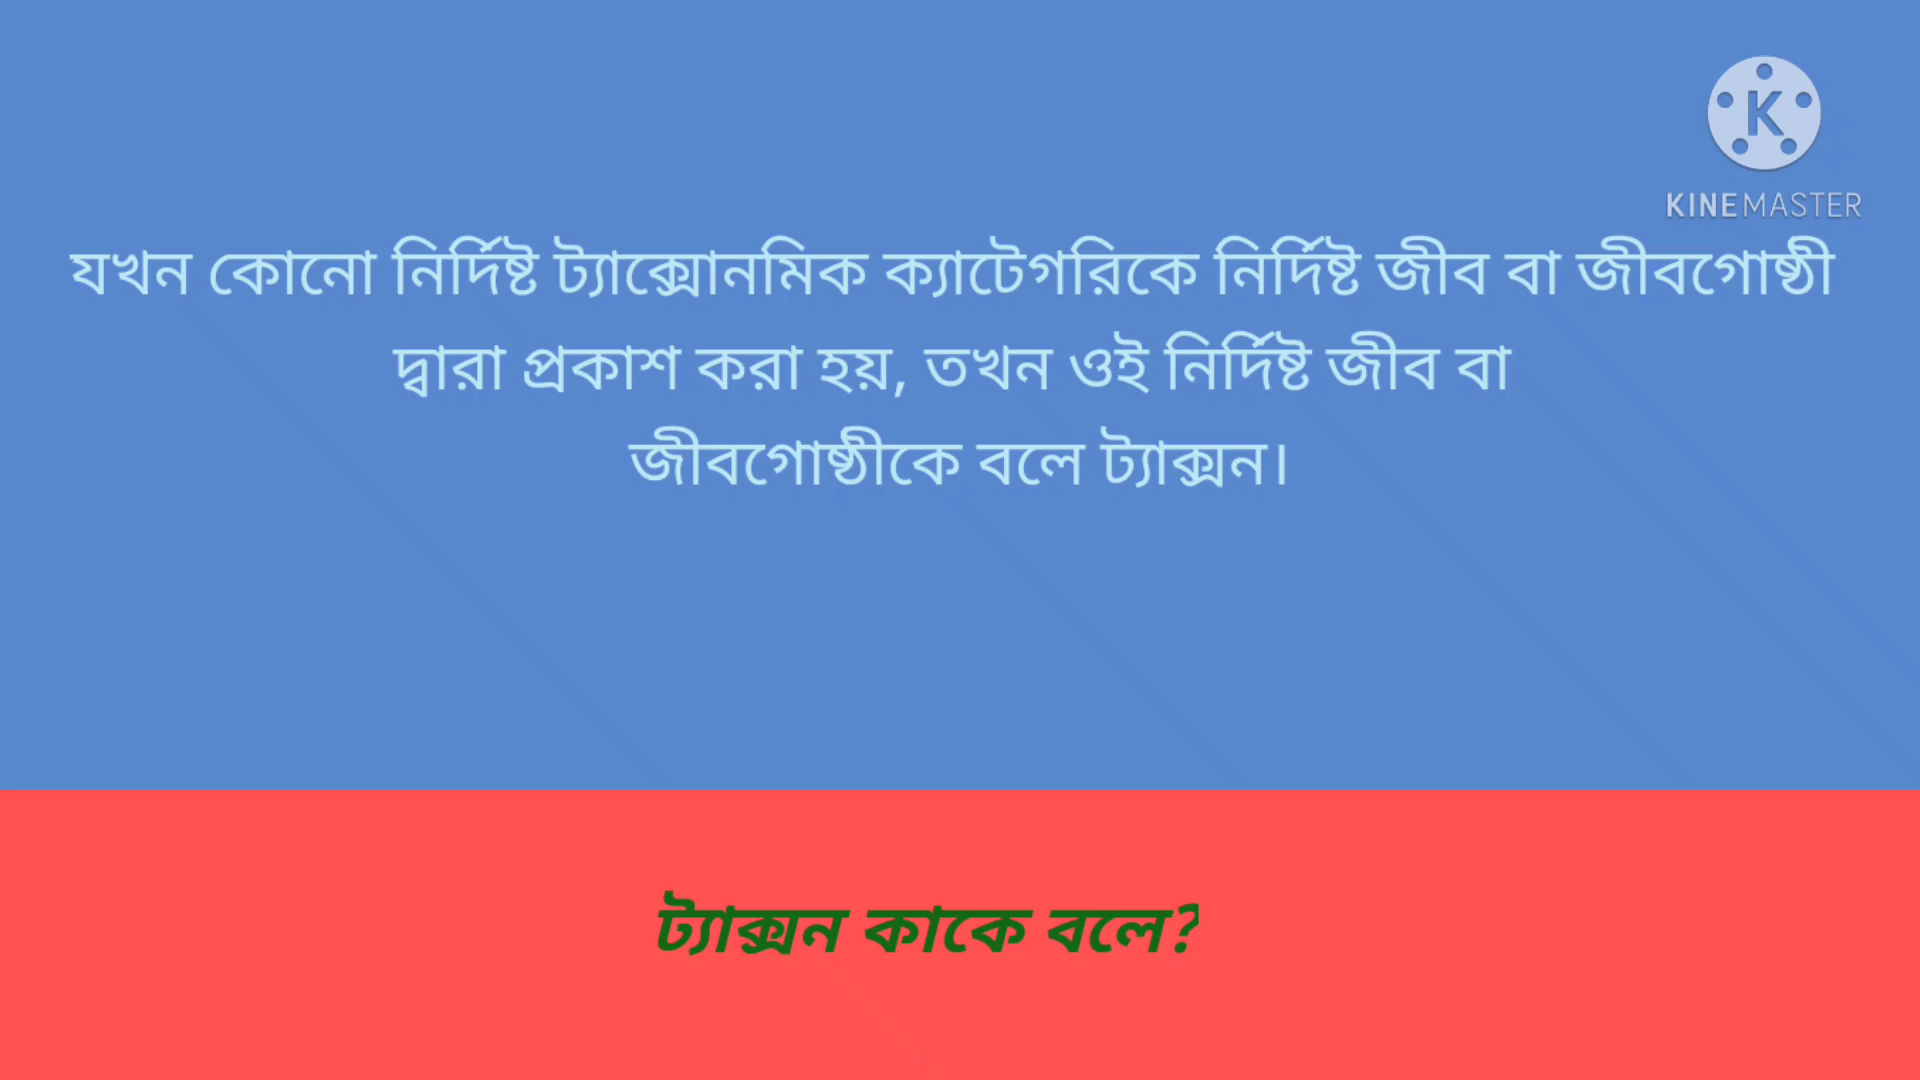 KINEMASTER
যখন কোনো নির্দিষ্ট ট্যাক্সোনমিক ক্যাটেগরিকে নির্দিষ্ট জীব বা জীবগোষ্ঠী
দ্বারা প্রকাশ করা হয়, তখন ওই নির্দিষ্ট জীব বা
জীবগোষ্ঠীকে বলে ট্যাক্সন।
ট্যাক্সন কাকে বলে?